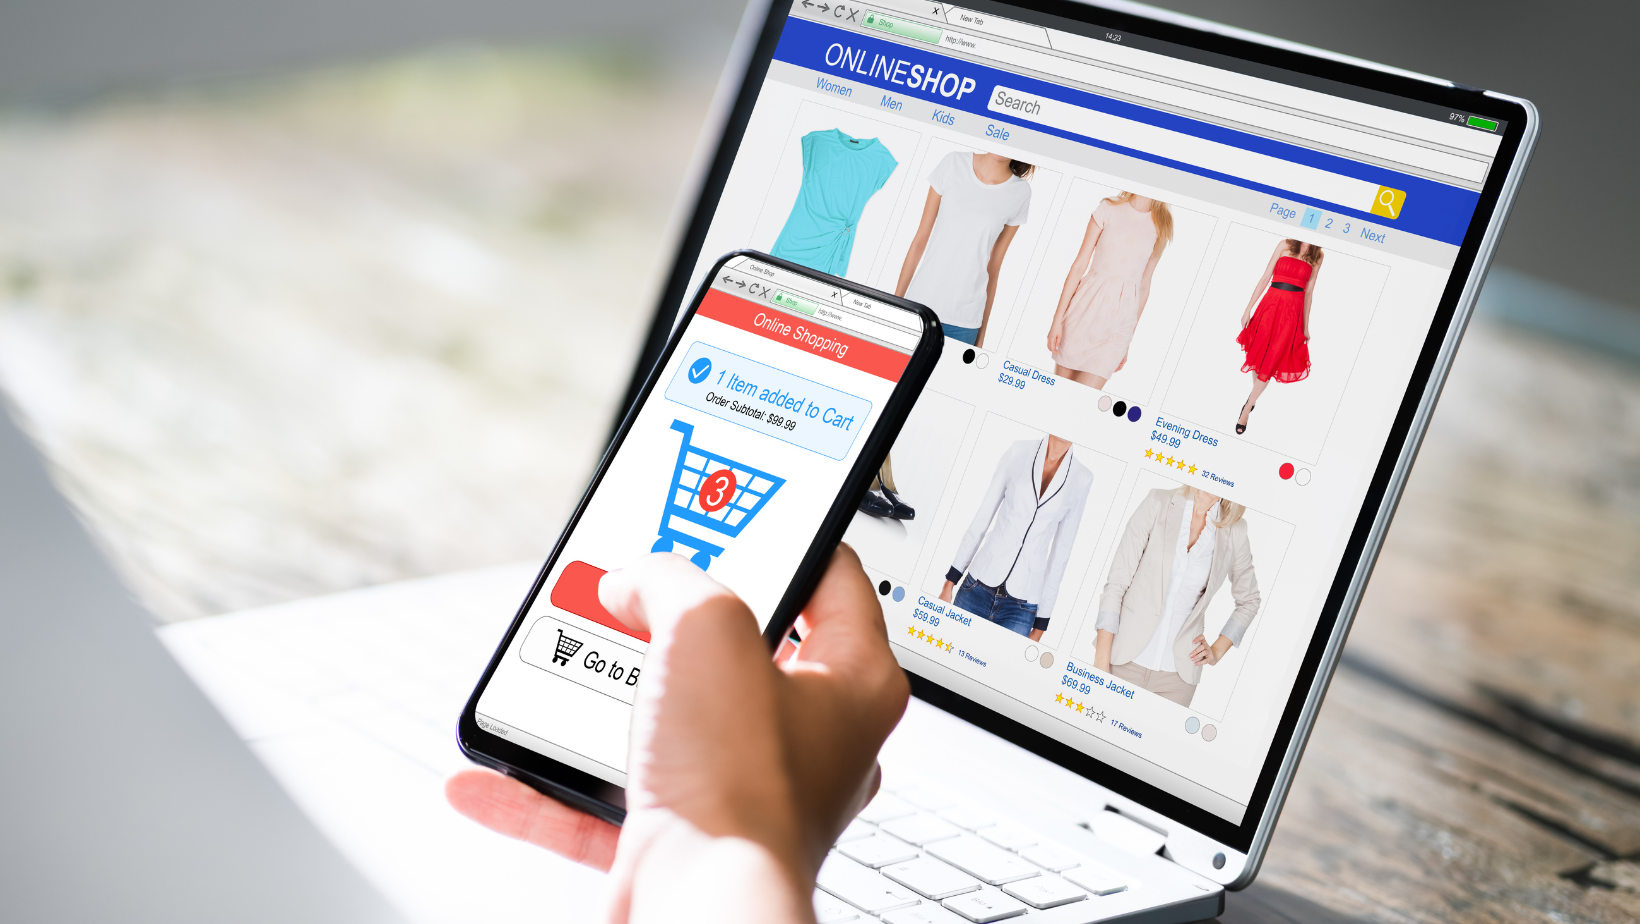 New Tab
14:23
Shop
http://www.
97%
ONLINESHOP
Search
Women
Men
Kids
Sale
Page 1 2 3 Next
Casual Dress
$29.99
Evening Dress
$49.99
32 Reviews
Casual Jacket
$59.99
13 Reviews
Business Jacket
$69.99
17 Reviews
Online Shop
New Tab
Shop
http://www.
Online Shopping
1 Item added to Cart
Order Subtotal: $99.99
3
Go to B
Page Loaded